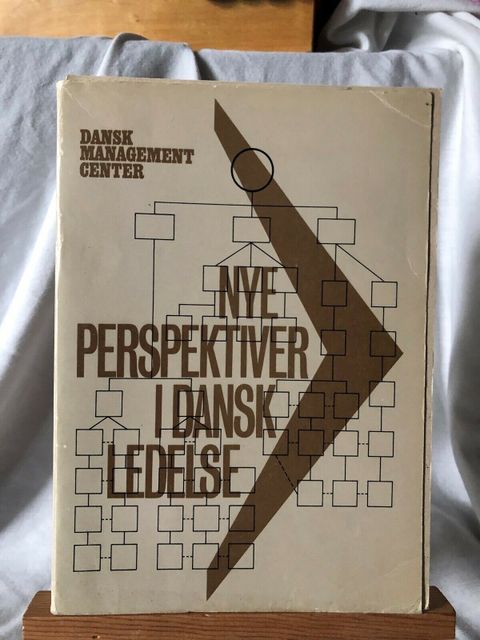 DANSK
MANAGEMENT
CENTER
NYE
PERSPEKTIVER
I DANSK
LEDELSE